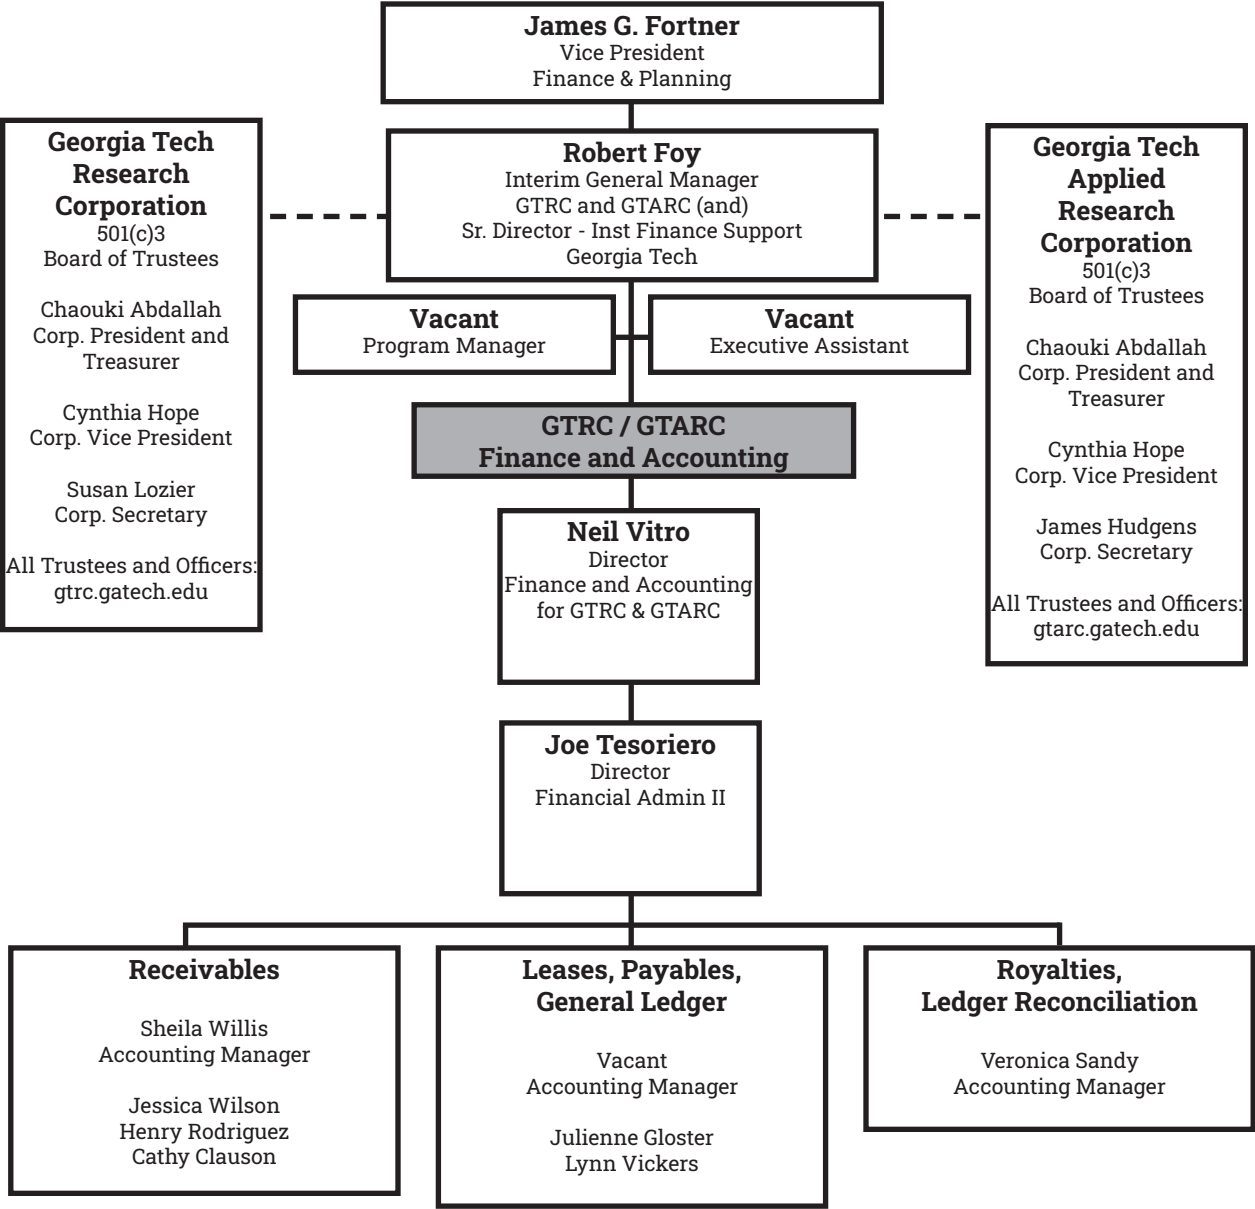 James G. Fortner
Vice President
Finance & Planning
Georgia Tech
Research
Corporation
501(c)3
Board of Trustees
Chaouki Abdallah
Corp. President and
Treasurer
Cynthia Hope
Corp. Vice President
Susan Lozier
Corp. Secretary
All Trustees and Officers:
gtrc.gatech.edu
Robert Foy
Interim General Manager
GTRC and GTARC (and)
Sr. Director - Inst Finance Support
Georgia Tech
Georgia Tech
Applied
Research
Corporation
501(c)3
Board of Trustees
Chaouki Abdallah
Corp. President and
Treasurer
Cynthia Hope
Corp. Vice President
James Hudgens
Corp. Secretary
All Trustees and Officers:
gtarc.gatech.edu
Vacant
Program Manager
Vacant
Executive Assistant
GTRC / GTARC
Finance and Accounting
Neil Vitro
Director
Finance and Accounting
for GTRC & GTARC
Joe Tesoriero
Director
Financial Admin II
Receivables
Sheila Willis
Accounting Manager
Jessica Wilson
Henry Rodriguez
Cathy Clauson
Leases, Payables,
General Ledger
Vacant
Accounting Manager
Julienne Gloster
Lynn Vickers
Royalties,
Ledger Reconciliation
Veronica Sandy
Accounting Manager